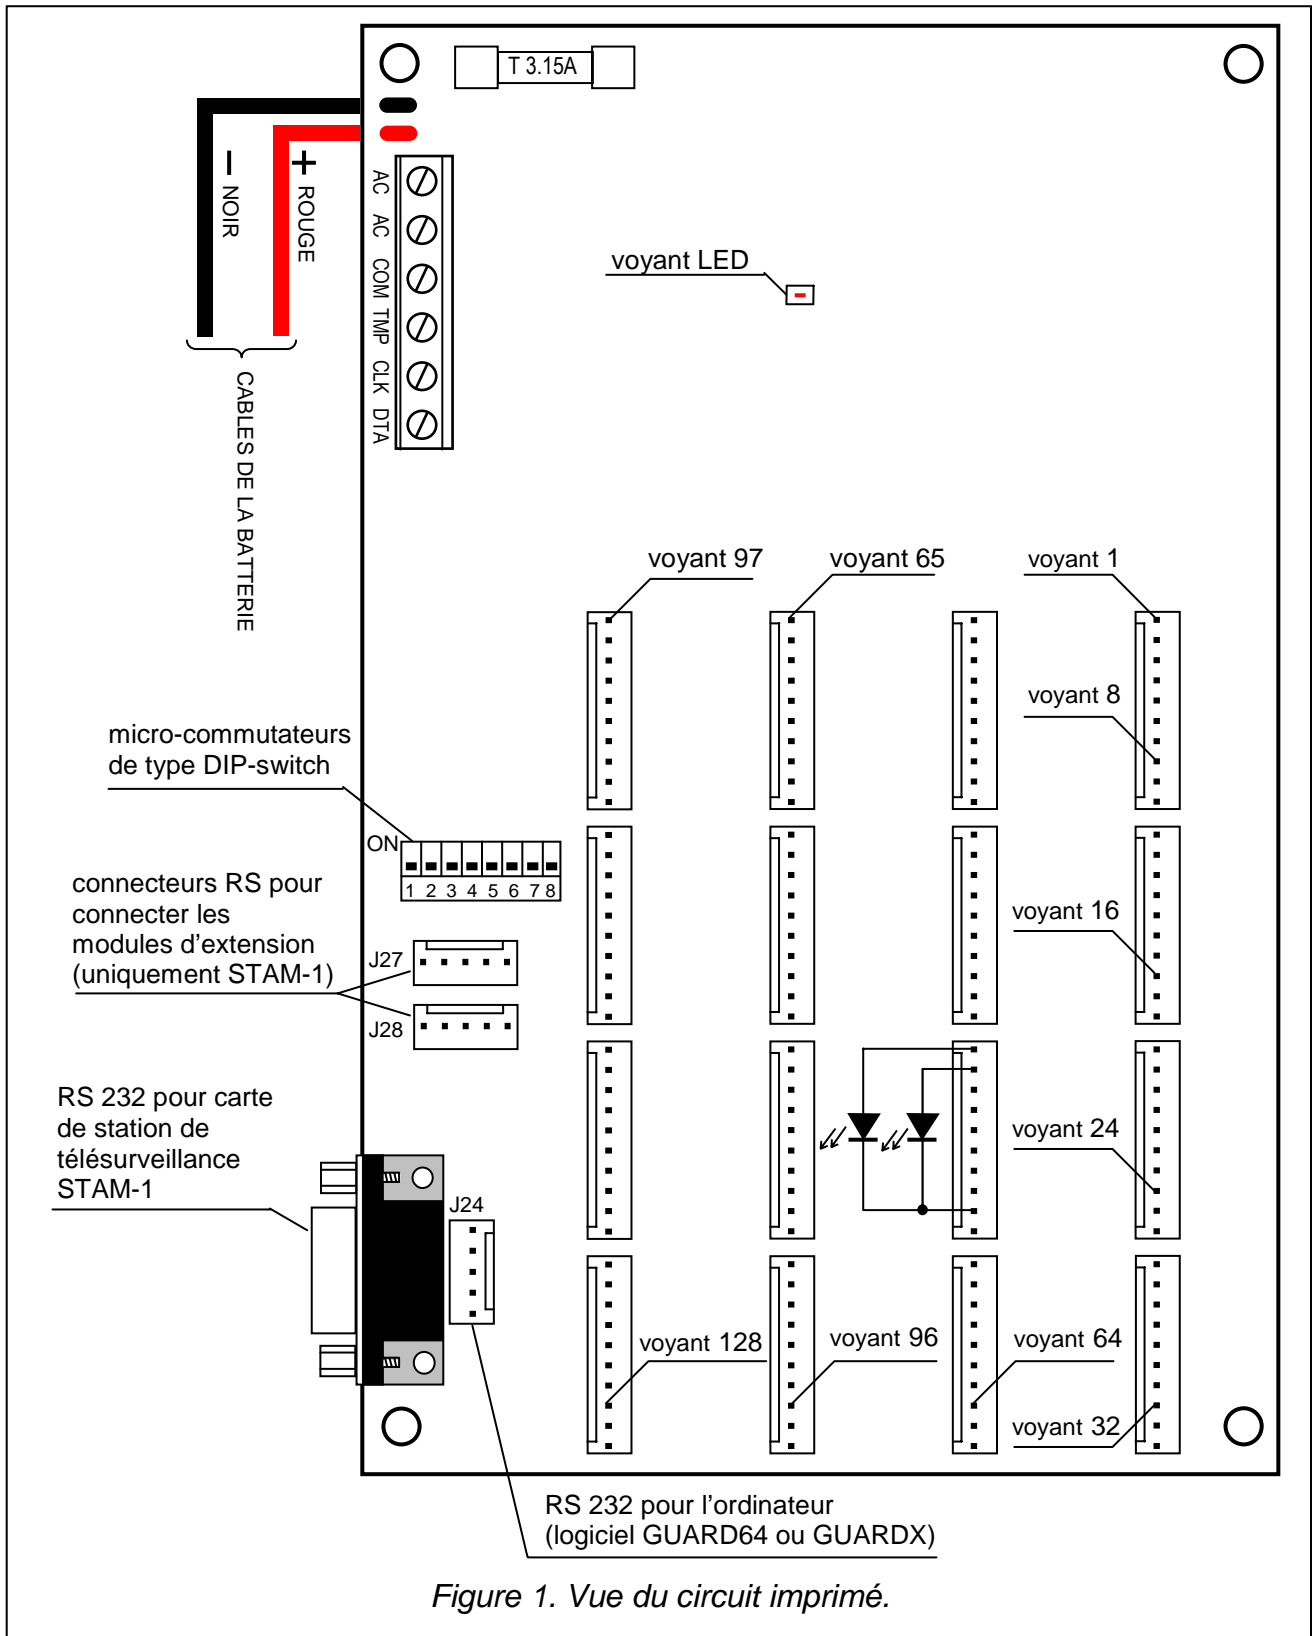 T 3.15A
− NOIR
+ ROUGE
AC
AC
COM
TMP
CLK
DTA
CABLES DE LA BATTERIE
voyant LED
voyant 97
voyant 65
voyant 1
voyant 8
micro-commutateurs
de type DIP-switch
ON
1 2 3 4 5 6 7 8
connecteurs RS pour
connecter les
modules d'extension
(uniquement STAM-1)
J27
J28
voyant 16
RS 232 pour carte
de station de
télésurveillance
STAM-1
J24
voyant 24
voyant 128
voyant 96
voyant 64
voyant 32
RS 232 pour l'ordinateur
(logiciel GUARD64 ou GUARDX)
Figure 1. Vue du circuit imprimé.